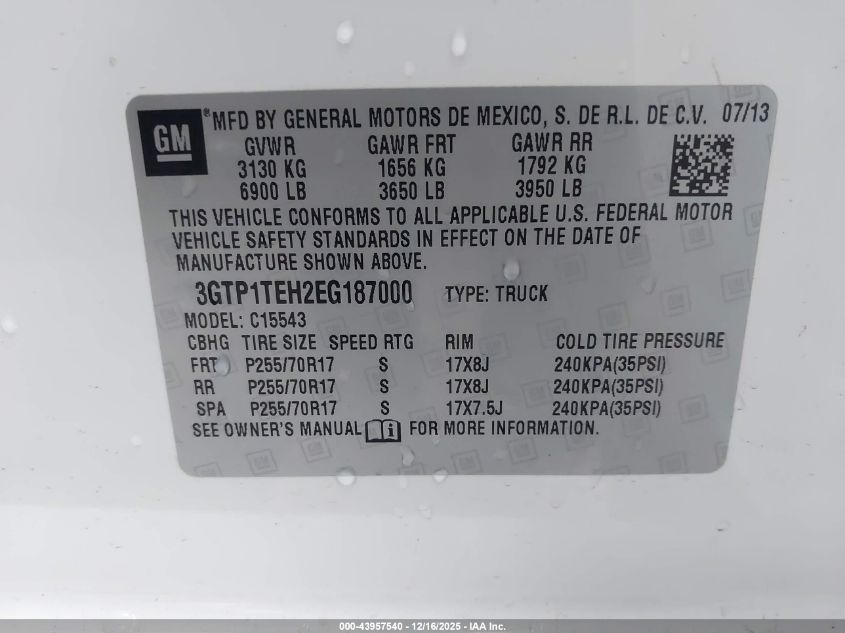 GM ® MFD BY GENERAL MOTORS DE MEXICO, S. DE R.L. DE C.V. 07/13
GVWR GAWR FRT GAWR RR
3130 KG 1656 KG 1792 KG
6900 LB 3650 LB 3950 LB
THIS VEHICLE CONFORMS TO ALL APPLICABLE U.S. FEDERAL MOTOR
VEHICLE SAFETY STANDARDS IN EFFECT ON THE DATE OF
MANUFACTURE SHOWN ABOVE.
3GTP1TEH2EG187000 TYPE: TRUCK
MODEL: C15543
CBHG TIRE SIZE SPEED RTG RIM COLD TIRE PRESSURE
FRT P255/70R17 S 17X8J 240KPA(35PSI)
RR P255/70R17 S 17X8J 240KPA(35PSI)
SPA P255/70R17 S 17X7.5J 240KPA(35PSI)
SEE OWNER'S MANUAL FOR MORE INFORMATION.
000-43957540 - 12/16/2025 - IAA Inc.